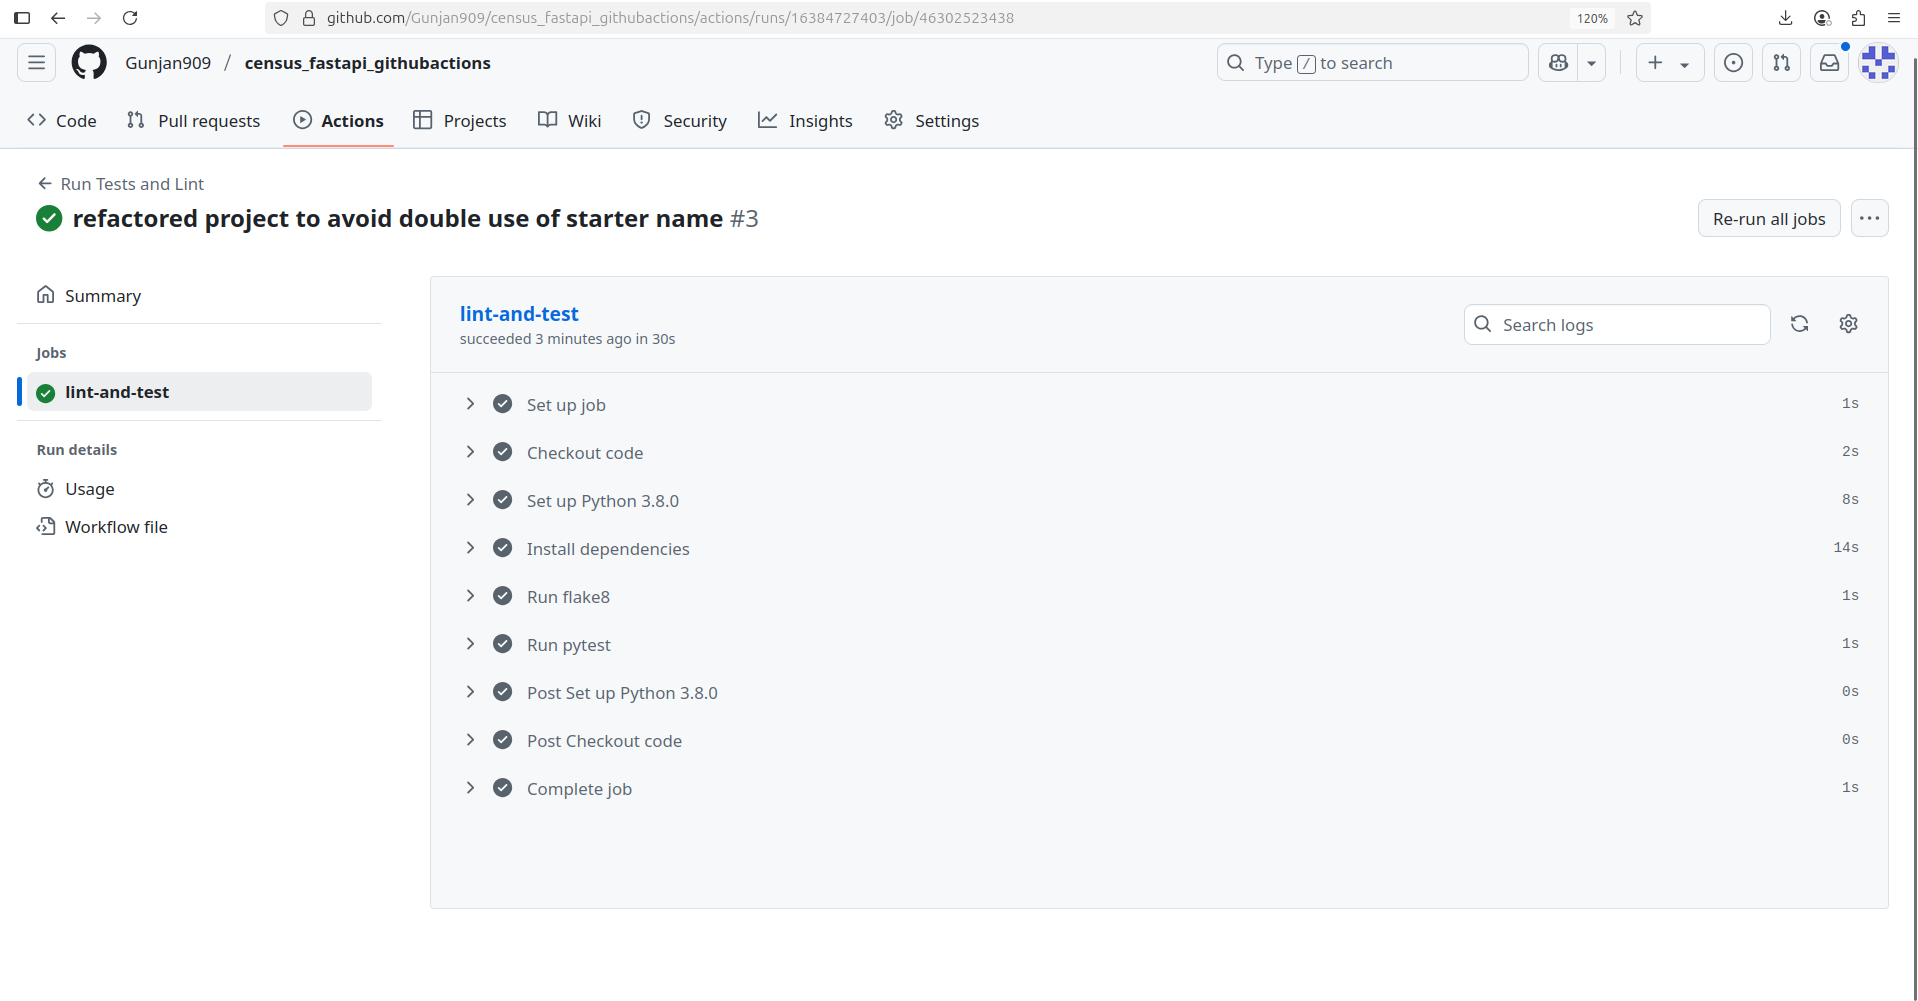 github.com/Gunjan909/census_fastapi_githubactions/actions/runs/16384727403/job/46302523438
120%
Gunjan909 / census_fastapi_githubactions
Type / to search
Code
Pull requests
Actions
Projects
Wiki
Security
Insights
Settings
Run Tests and Lint
refactored project to avoid double use of starter name #3
Re-run all jobs
Summary
Jobs
lint-and-test
Run details
Usage
Workflow file
lint-and-test
succeeded 3 minutes ago in 30s
Search logs
Set up job 1s
Checkout code 2s
Set up Python 3.8.0 8s
Install dependencies 14s
Run flake8 1s
Run pytest 1s
Post Set up Python 3.8.0 0s
Post Checkout code 0s
Complete job 1s